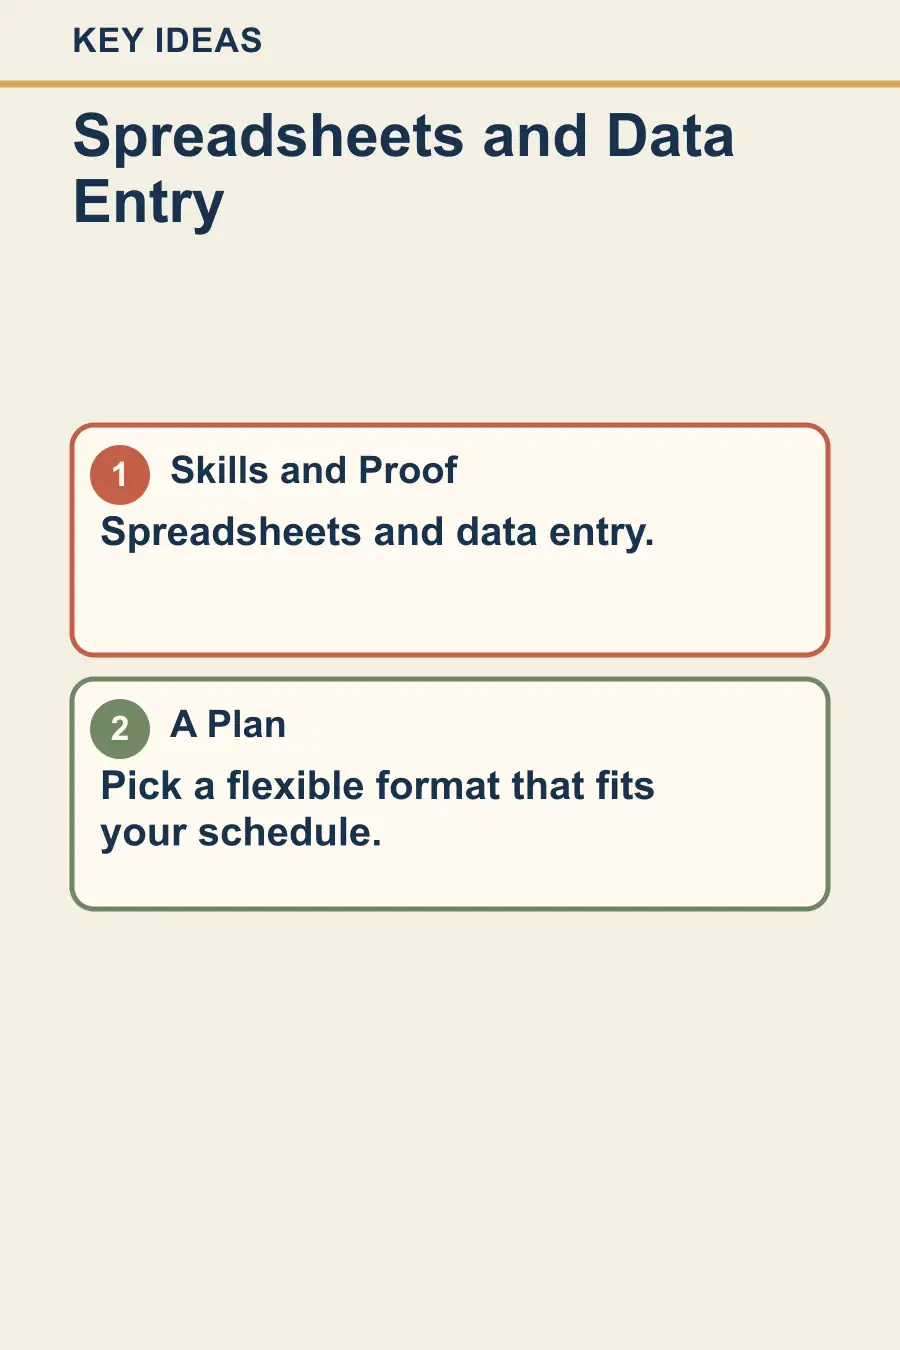 KEY IDEAS
Spreadsheets and Data
Entry
1 Skills and Proof
Spreadsheets and data entry.
2 A Plan
Pick a flexible format that fits
your schedule.